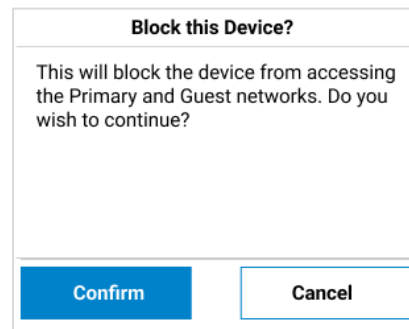 Block this Device?
This will block the device from accessing
the Primary and Guest networks. Do you
wish to continue?
Confirm
Cancel